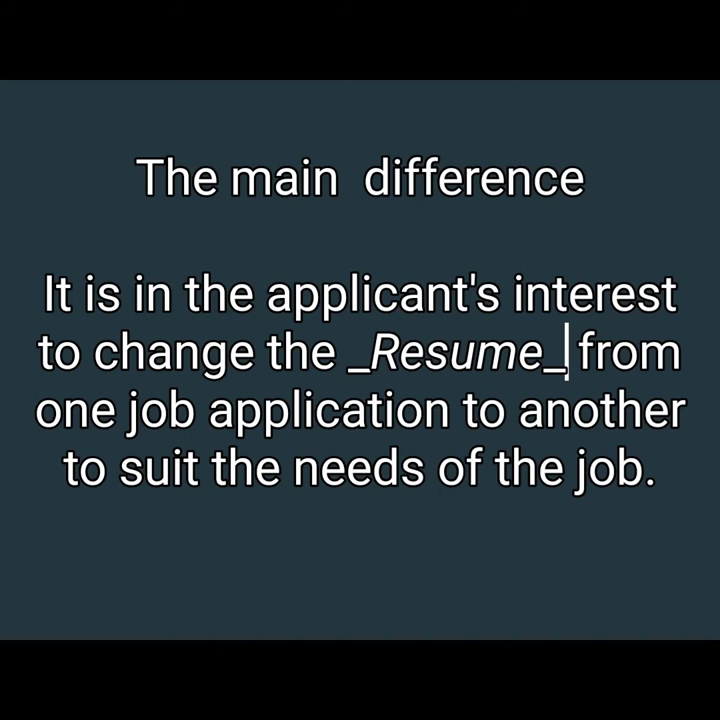 The main difference
It is in the applicant's interest
to change the _Resume_ from
one job application to another
to suit the needs of the job.